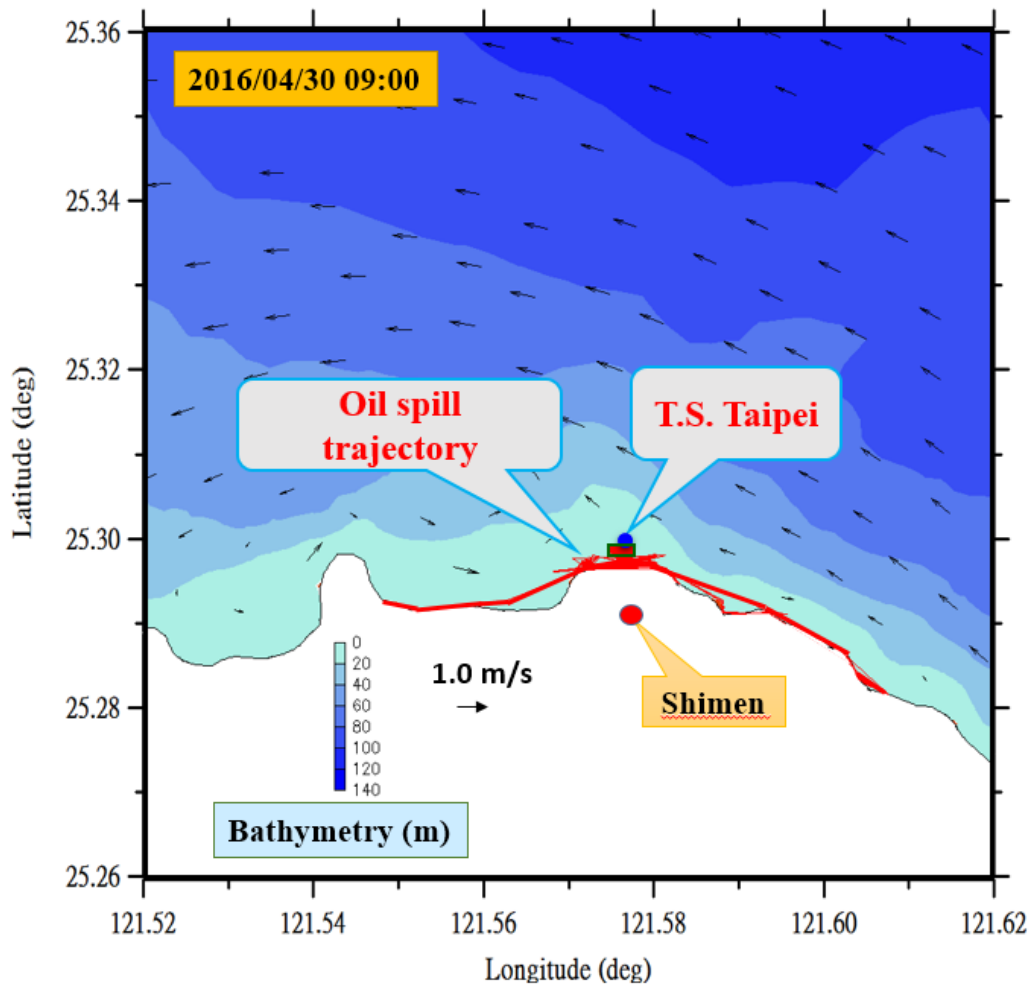 25.36
2016/04/30 09:00
25.34
25.32
Oil spill
trajectory
T.S. Taipei
Latitude (deg)
25.30
0
20
40
60
80
100
120
140
1.0 m/s
Shimen
25.28
Bathymetry (m)
25.26
121.52
121.54
121.56
121.58
121.60
121.62
Longitude (deg)